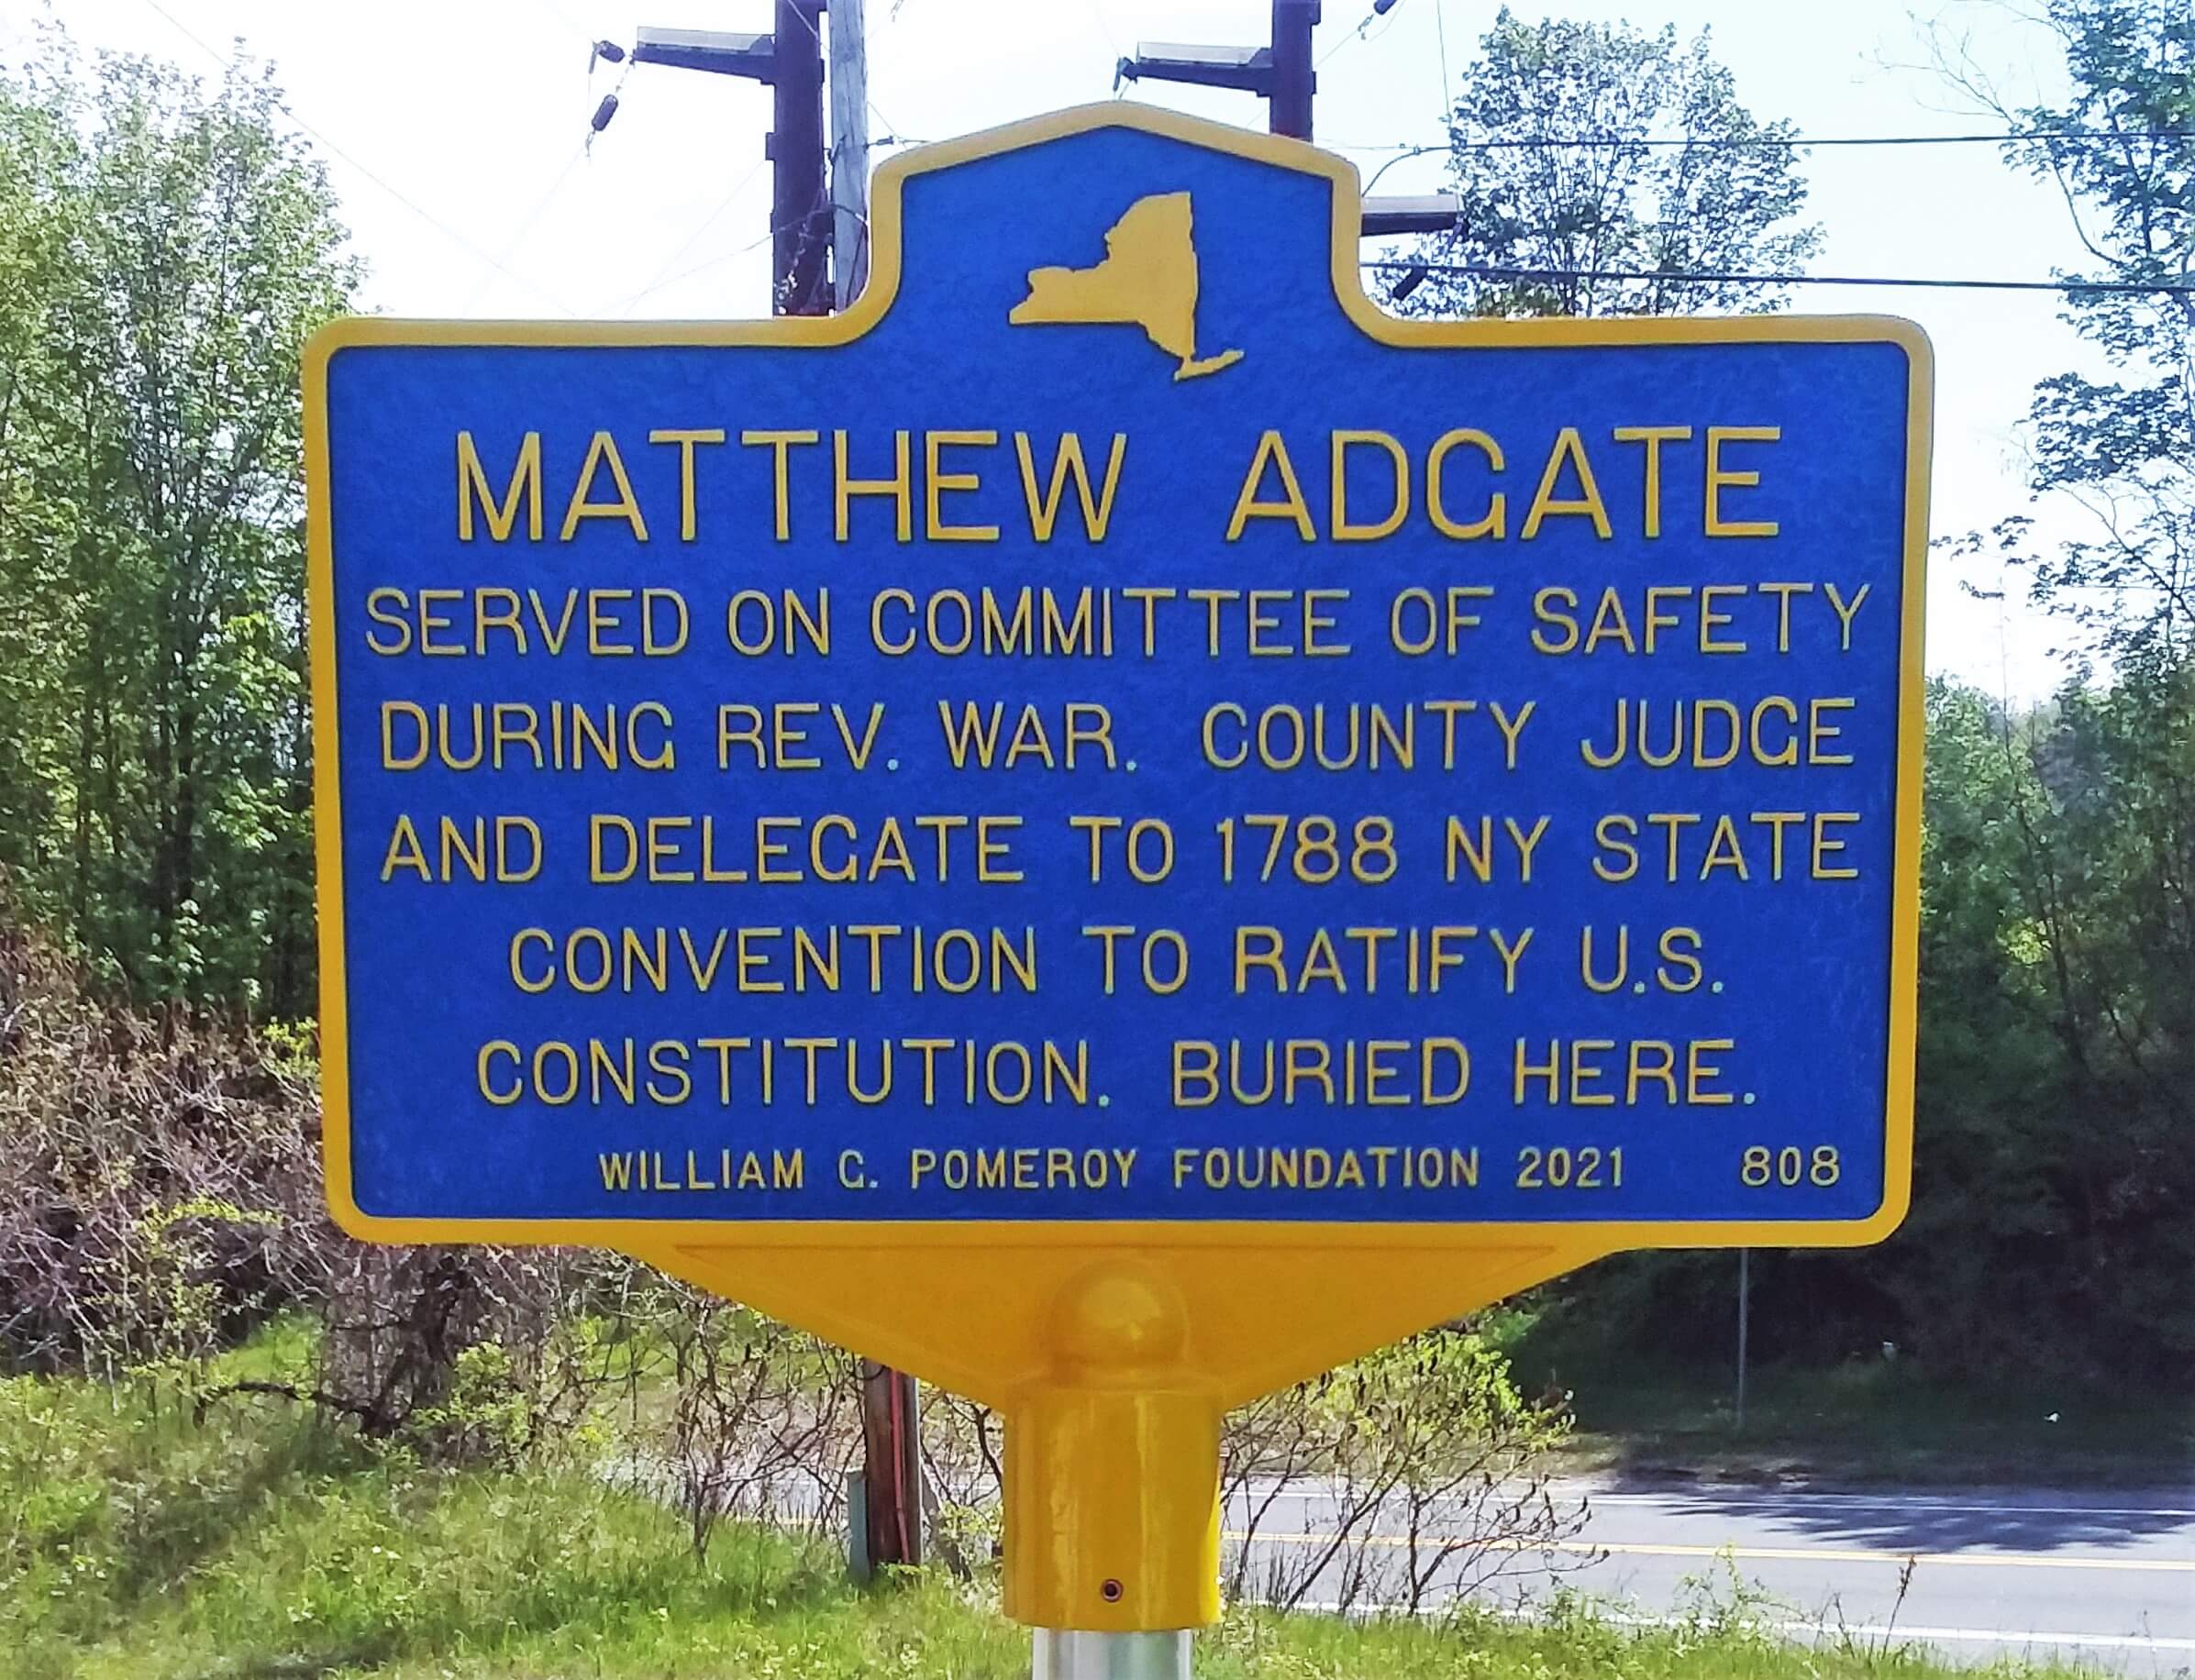 MATTHEW ADGATE
SERVED ON COMMITTEE OF SAFETY
DURING REV. WAR. COUNTY JUDGE
AND DELEGATE TO 1788 NY STATE
CONVENTION TO RATIFY U.S.
CONSTITUTION. BURIED HERE.
WILLIAM G. POMEROY FOUNDATION 2021 808